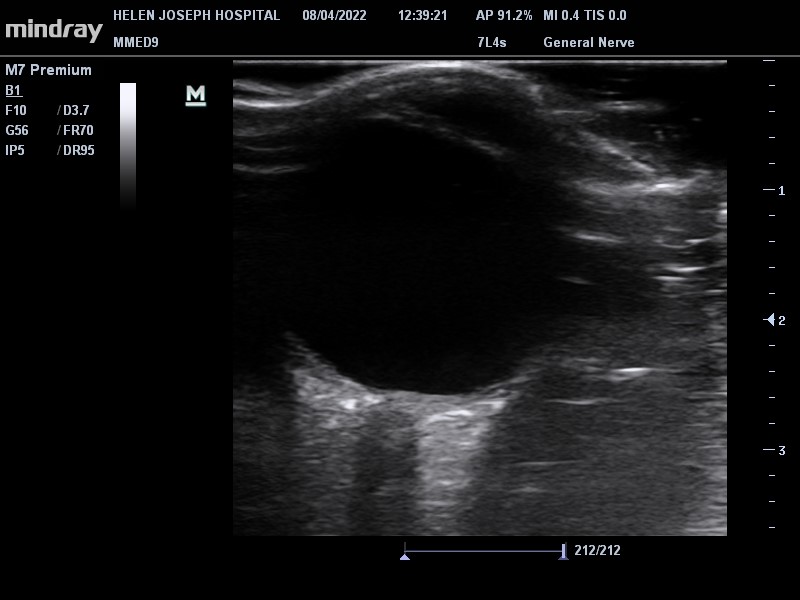 mindray HELEN JOSEPH HOSPITAL 08/04/2022 12:39:21 AP 91.2% MI 0.4 TIS 0.0
MMED9 7L4s General Nerve
M7 Premium
B1
F10 /D3.7
G56 /FR70
IP5 /DR95
M
1
2
3
212/212